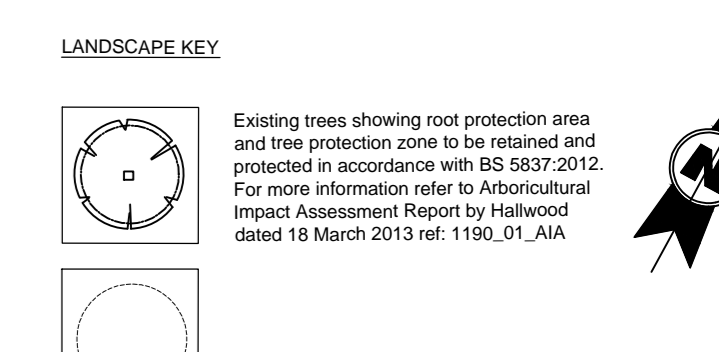 LANDSCAPE KEY
Existing trees showing root protection area
and tree protection zone to be retained and
protected in accordance with BS 5837:2012.
For more information refer to Arboricultural
Impact Assessment Report by Hallwood
dated 18 March 2013 ref: 1190_01_AIA
N